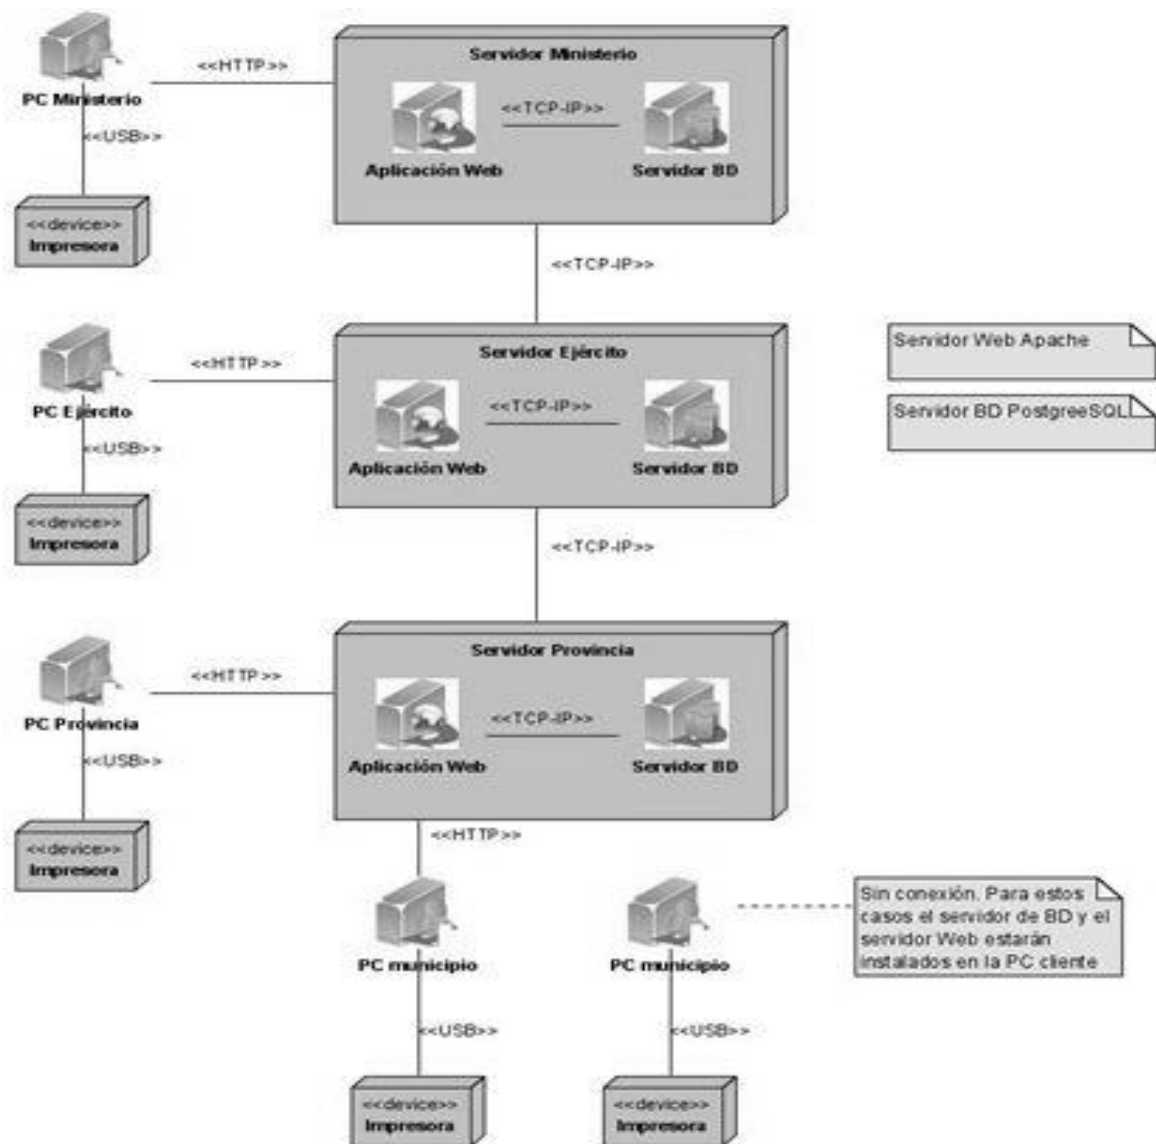 Servidor Ministerio
<<HTTP>>
PC Ministerio
<<TCP-IP>>
Aplicación Web
Servidor BD
<<USB>>
<<device>>
Impresora
<<TCP-IP>>
Servidor Ejército
<<HTTP>>
PC Ejército
<<TCP-IP>>
Aplicación Web
Servidor BD
Servidor Web Apache
Servidor BD PostgreeSQL
<<USB>>
<<device>>
Impresora
<<TCP-IP>>
Servidor Provincia
<<HTTP>>
PC Provincia
<<TCP-IP>>
Aplicación Web
Servidor BD
<<USB>>
<<device>>
Impresora
<<HTTP>>
PC municipio
PC municipio
Sin conexión. Para estos
casos el servidor de BD y el
servidor Web estarán
instalados en la PC cliente
<<USB>>
<<USB>>
<<device>>
Impresora
<<device>>
Impresora